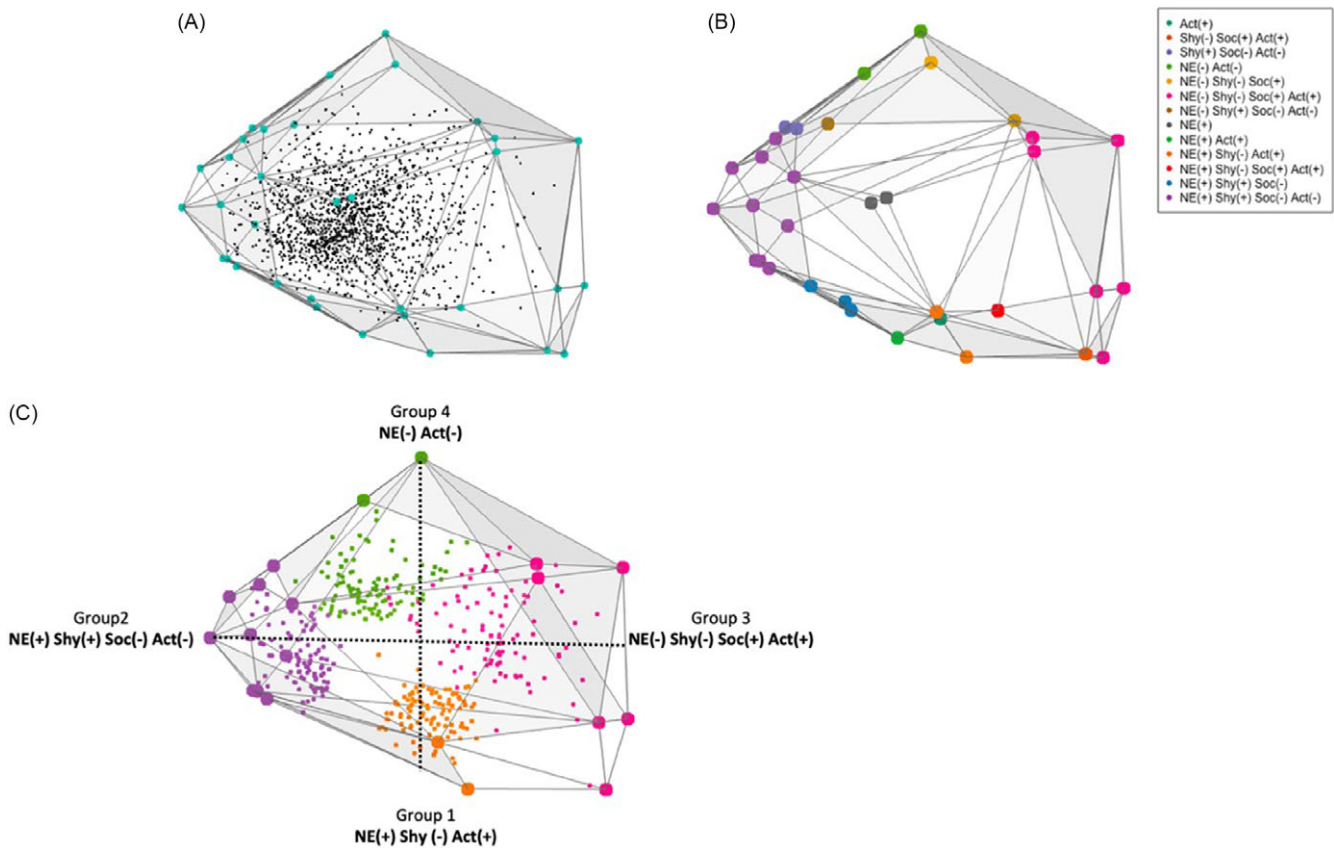 (A)
(B)
Act(+)
Shy(-) Soc(+) Act(+)
Shy(+) Soc(-) Act(-)
NE(-) Act(-)
NE(-) Shy(-) Soc(+)
NE(-) Shy(-) Soc(+) Act(+)
NE(-) Shy(+) Soc(-) Act(-)
NE(+)
NE(+) Act(+)
NE(+) Shy(-) Act(+)
NE(+) Shy(-) Soc(+) Act(+)
NE(+) Shy(+) Soc(-)
NE(+) Shy(+) Soc(-) Act(-)
(C)
Group 4
NE(-) Act(-)
Group2
NE(+) Shy(+) Soc(-) Act(-)
Group 3
NE(-) Shy(-) Soc(+) Act(+)
Group 1
NE(+) Shy (-) Act(+)